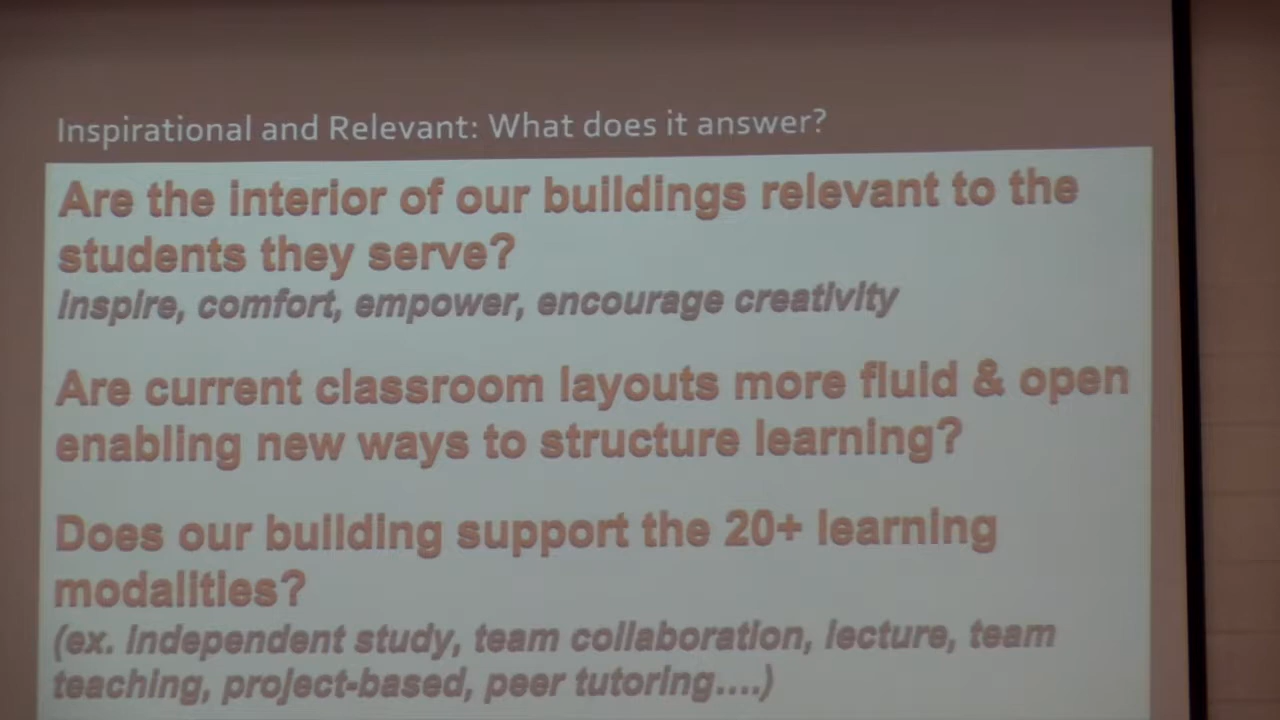 Inspirational and Relevant: What does it answer?
Are the interior of our buildings relevant to the
students they serve?
inspire, comfort, empower, encourage creativity
Are current classroom layouts more fluid & open
enabling new ways to structure learning?
Does our building support the 20+ learning
modalities?
(ex. independent study, team collaboration, lecture, team
teaching, project-based, peer tutoring....)